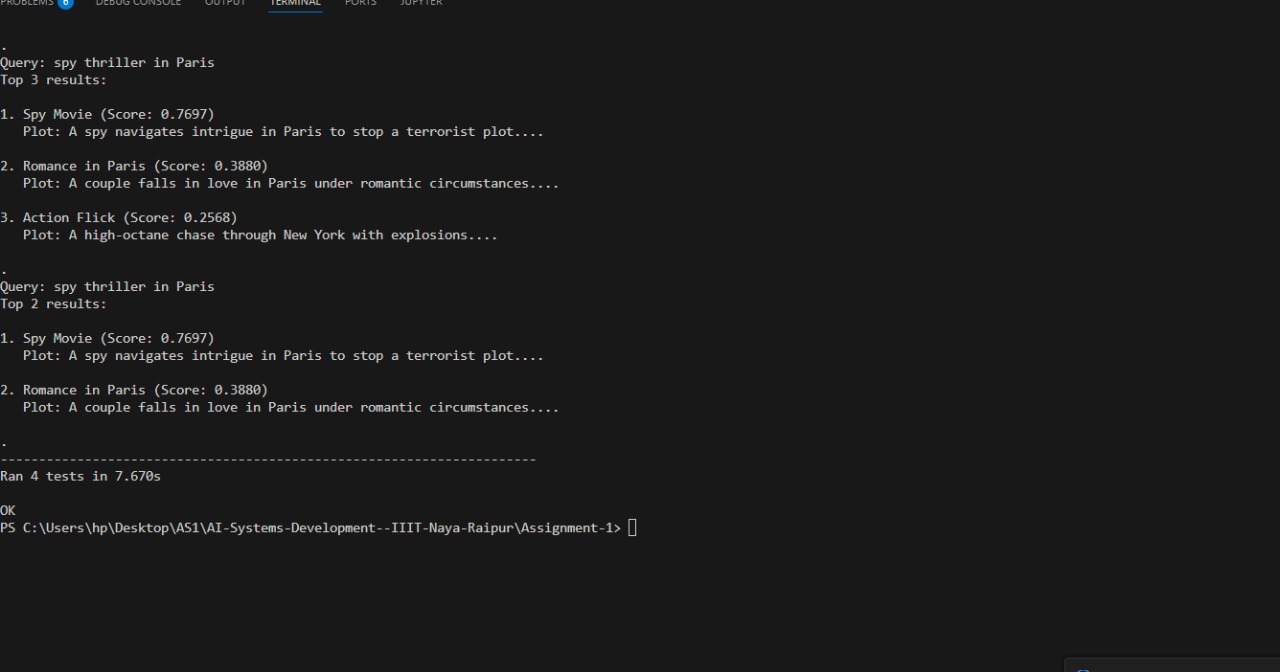 PROBLEMS 6 DEBUG CONSOLE OUTPUT TERMINAL PORTS JUPYTER
.
Query: spy thriller in Paris
Top 3 results:
1. Spy Movie (Score: 0.7697)
Plot: A spy navigates intrigue in Paris to stop a terrorist plot....
2. Romance in Paris (Score: 0.3880)
Plot: A couple falls in love in Paris under romantic circumstances....
3. Action Flick (Score: 0.2568)
Plot: A high-octane chase through New York with explosions....
.
Query: spy thriller in Paris
Top 2 results:
1. Spy Movie (Score: 0.7697)
Plot: A spy navigates intrigue in Paris to stop a terrorist plot....
2. Romance in Paris (Score: 0.3880)
Plot: A couple falls in love in Paris under romantic circumstances....
.
----------------------------------------------------------------------
Ran 4 tests in 7.670s
OK
PS C:\Users\hp\Desktop\AS1\AI-Systems-Development--IIIT-Naya-Raipur\Assignment-1>